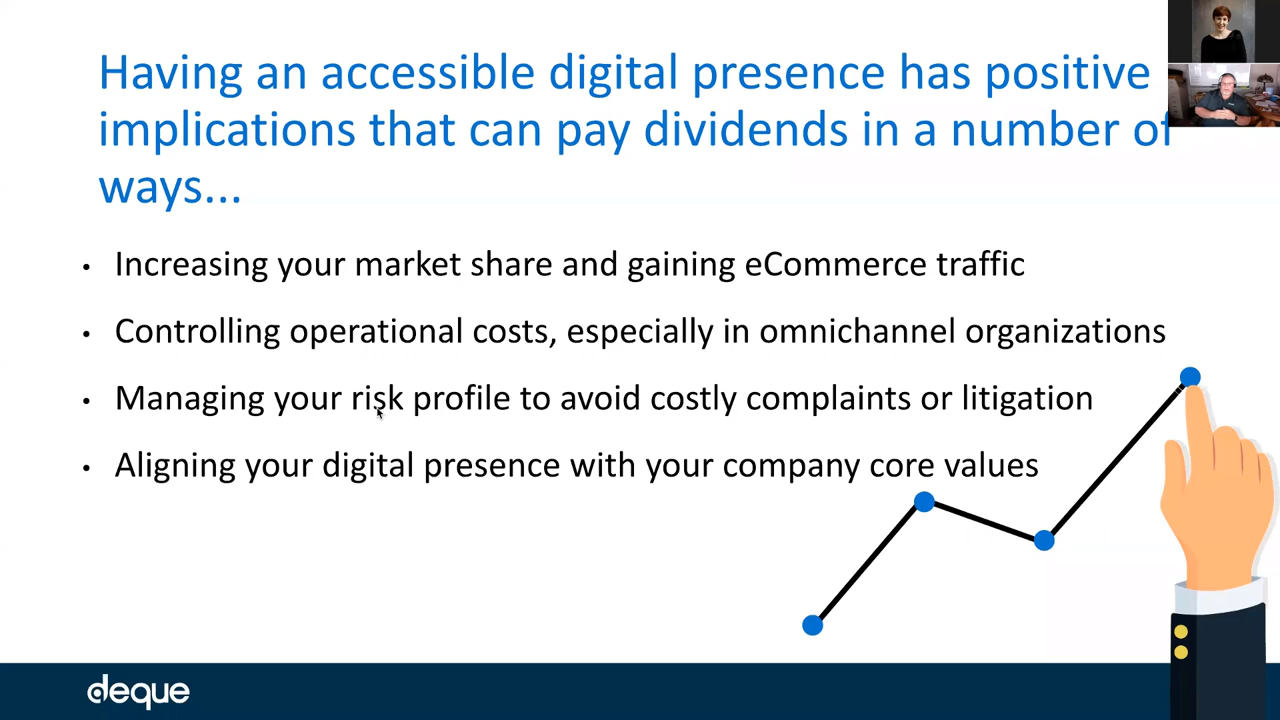 Having an accessible digital presence has positive
implications that can pay dividends in a number of
ways...
• Increasing your market share and gaining eCommerce traffic
• Controlling operational costs, especially in omnichannel organizations
• Managing your risk profile to avoid costly complaints or litigation
• Aligning your digital presence with your company core values
deque